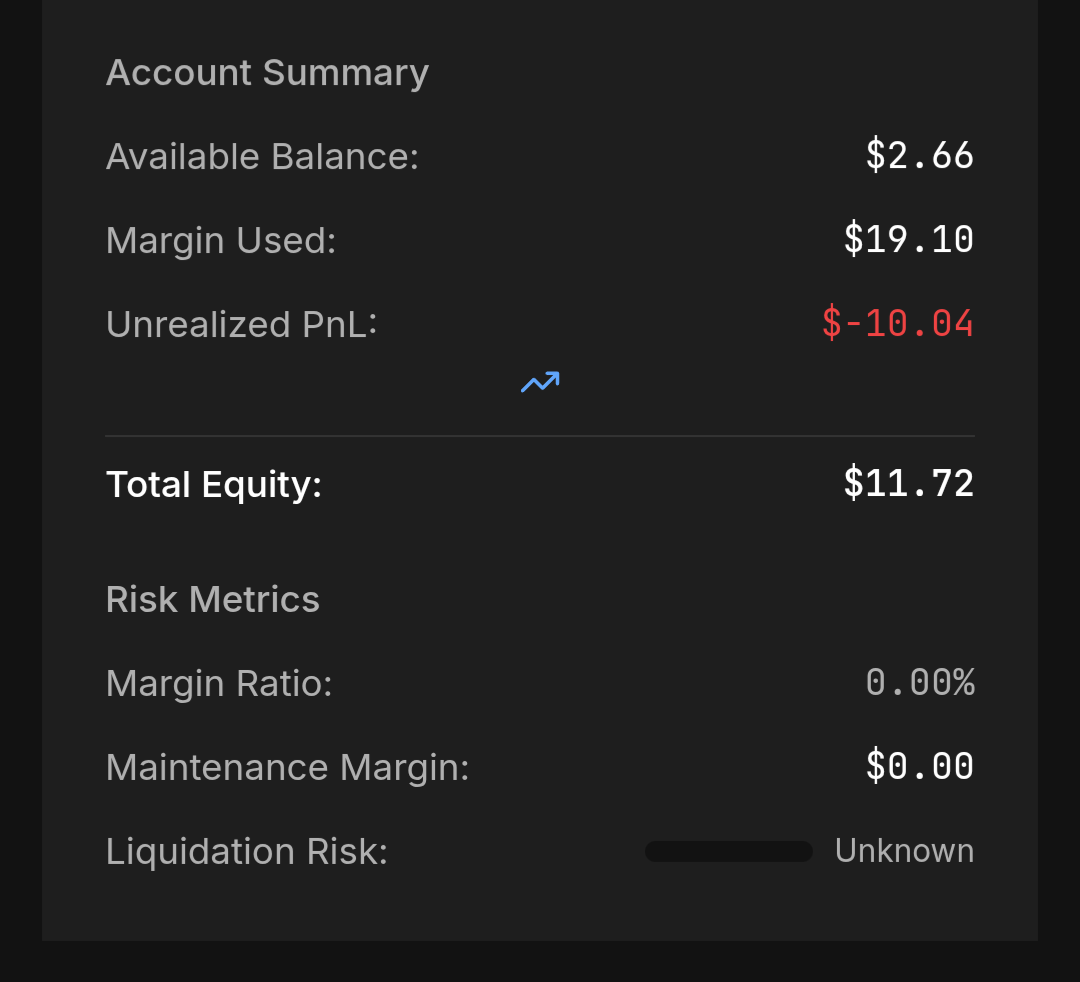 Account Summary
Available Balance: $2.66
Margin Used: $19.10
Unrealized PnL: $-10.04
Total Equity: $11.72
Risk Metrics
Margin Ratio: 0.00%
Maintenance Margin: $0.00
Liquidation Risk: Unknown